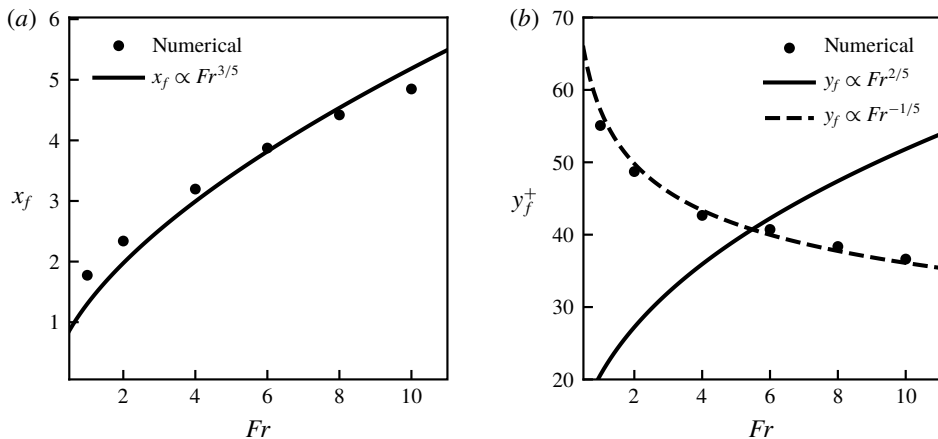 (a)
6
5
4
3
2
1
x_f
Numerical
x_f ∝ Fr^{3/5}
2 4 6 8 10
Fr
(b)
70
60
50
40
30
20
y_f^+
Numerical
y_f ∝ Fr^{2/5}
y_f ∝ Fr^{−1/5}
2 4 6 8 10
Fr